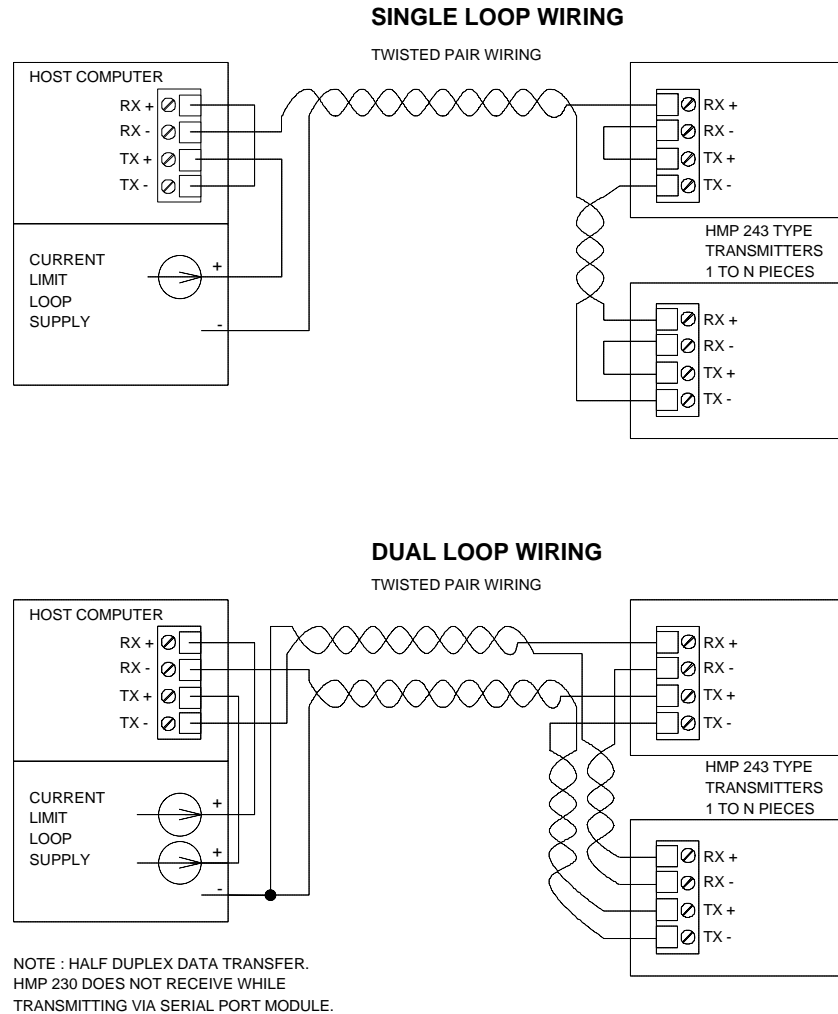 SINGLE LOOP WIRING
TWISTED PAIR WIRING
HOST COMPUTER
RX +
RX -
TX +
TX -
CURRENT
LIMIT
LOOP
SUPPLY
+
-
RX +
RX -
TX +
TX -
HMP 243 TYPE
TRANSMITTERS
1 TO N PIECES
RX +
RX -
TX +
TX -
DUAL LOOP WIRING
TWISTED PAIR WIRING
HOST COMPUTER
RX +
RX -
TX +
TX -
CURRENT
LIMIT
LOOP
SUPPLY
+
+
-
RX +
RX -
TX +
TX -
HMP 243 TYPE
TRANSMITTERS
1 TO N PIECES
RX +
RX -
TX +
TX -
NOTE : HALF DUPLEX DATA TRANSFER.
HMP 230 DOES NOT RECEIVE WHILE
TRANSMITTING VIA SERIAL PORT MODULE.